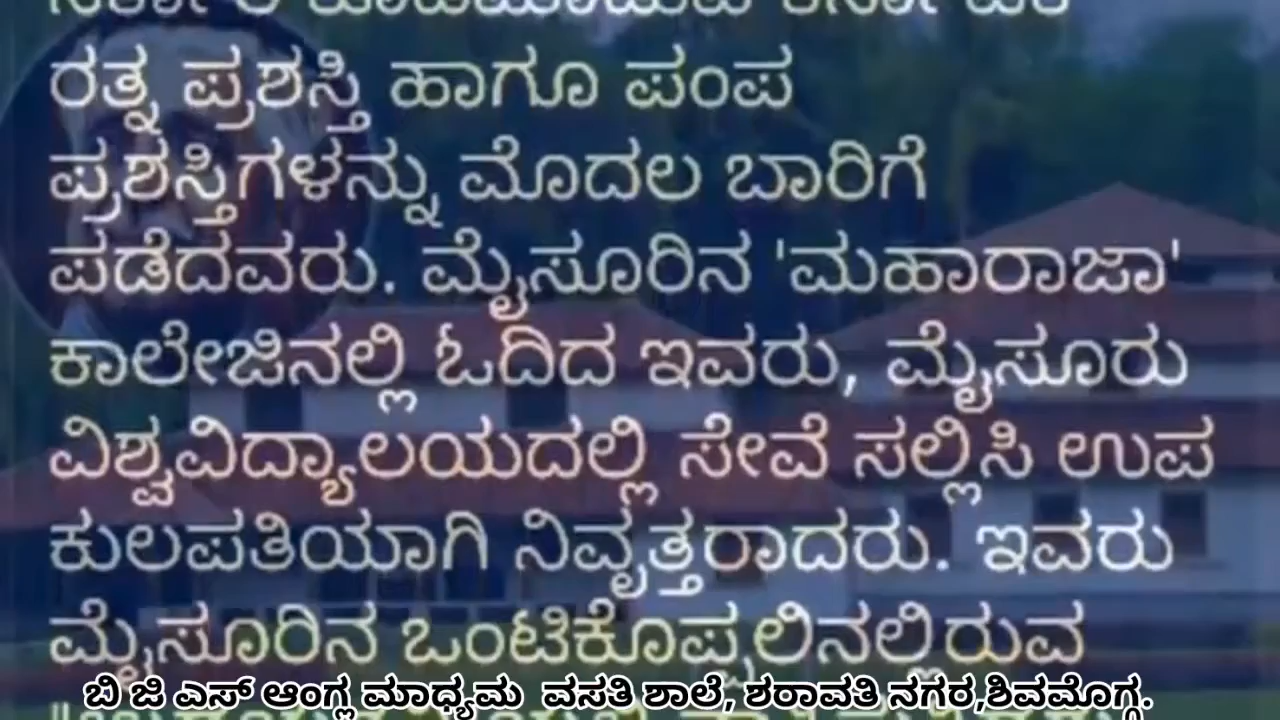 ರತ್ನ ಪ್ರಶಸ್ತಿ ಹಾಗೂ ಪಂಪ
ಪ್ರಶಸ್ತಿಗಳನ್ನು ಮೊದಲ ಬಾರಿಗೆ
ಪಡೆದವರು. ಮೈಸೂರಿನ 'ಮಹಾರಾಜಾ'
ಕಾಲೇಜಿನಲ್ಲಿ ಓದಿದ ಇವರು, ಮೈಸೂರು
ವಿಶ್ವವಿದ್ಯಾಲಯದಲ್ಲಿ ಸೇವೆ ಸಲ್ಲಿಸಿ ಉಪ
ಕುಲಪತಿಯಾಗಿ ನಿವೃತ್ತರಾದರು. ಇವರು
ಮೈಸೂರಿನ ಒಂಟಿಕೊಪ್ಪಲಿನಲ್ಲಿರುವ
ಬಿ ಜಿ ಎಸ್ ಆಂಗ್ಲ ಮಾಧ್ಯಮ ವಸತಿ ಶಾಲೆ, ಶರಾವತಿ ನಗರ,ಶಿವಮೊಗ್ಗ.